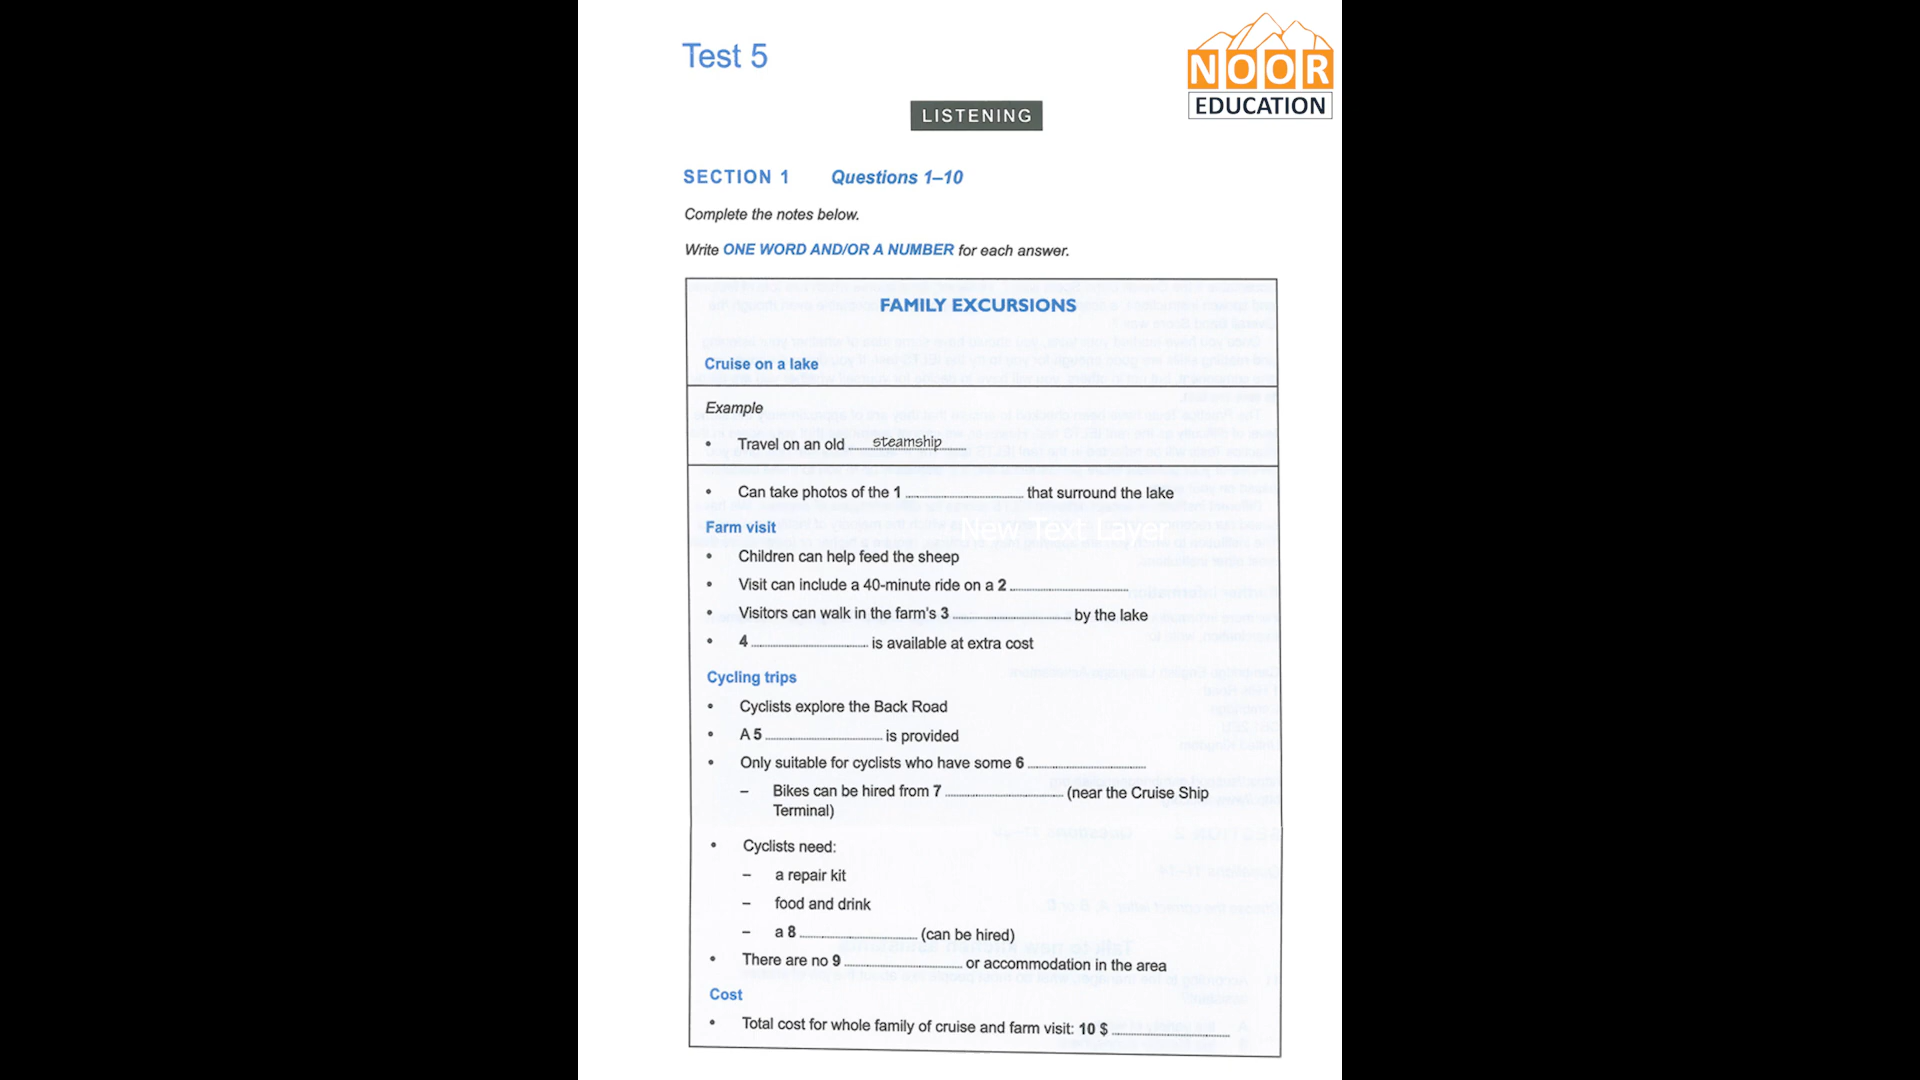 Test 5
NOOR
EDUCATION
LISTENING
SECTION 1 Questions 1–10
Complete the notes below.
Write ONE WORD AND/OR A NUMBER for each answer.
FAMILY EXCURSIONS
Cruise on a lake
Example
• Travel on an old steamship
• Can take photos of the 1 ............ that surround the lake
New Text Layer
Farm visit
• Children can help feed the sheep
• Visit can include a 40-minute ride on a 2 ............
• Visitors can walk in the farm's 3 ............ by the lake
• 4 ............ is available at extra cost
Cycling trips
• Cyclists explore the Back Road
• A 5 ............ is provided
• Only suitable for cyclists who have some 6 ............
– Bikes can be hired from 7 ............ (near the Cruise Ship
Terminal)
• Cyclists need:
– a repair kit
– food and drink
– a 8 ............ (can be hired)
• There are no 9 ............ or accommodation in the area
Cost
• Total cost for whole family of cruise and farm visit: 10 $ ............